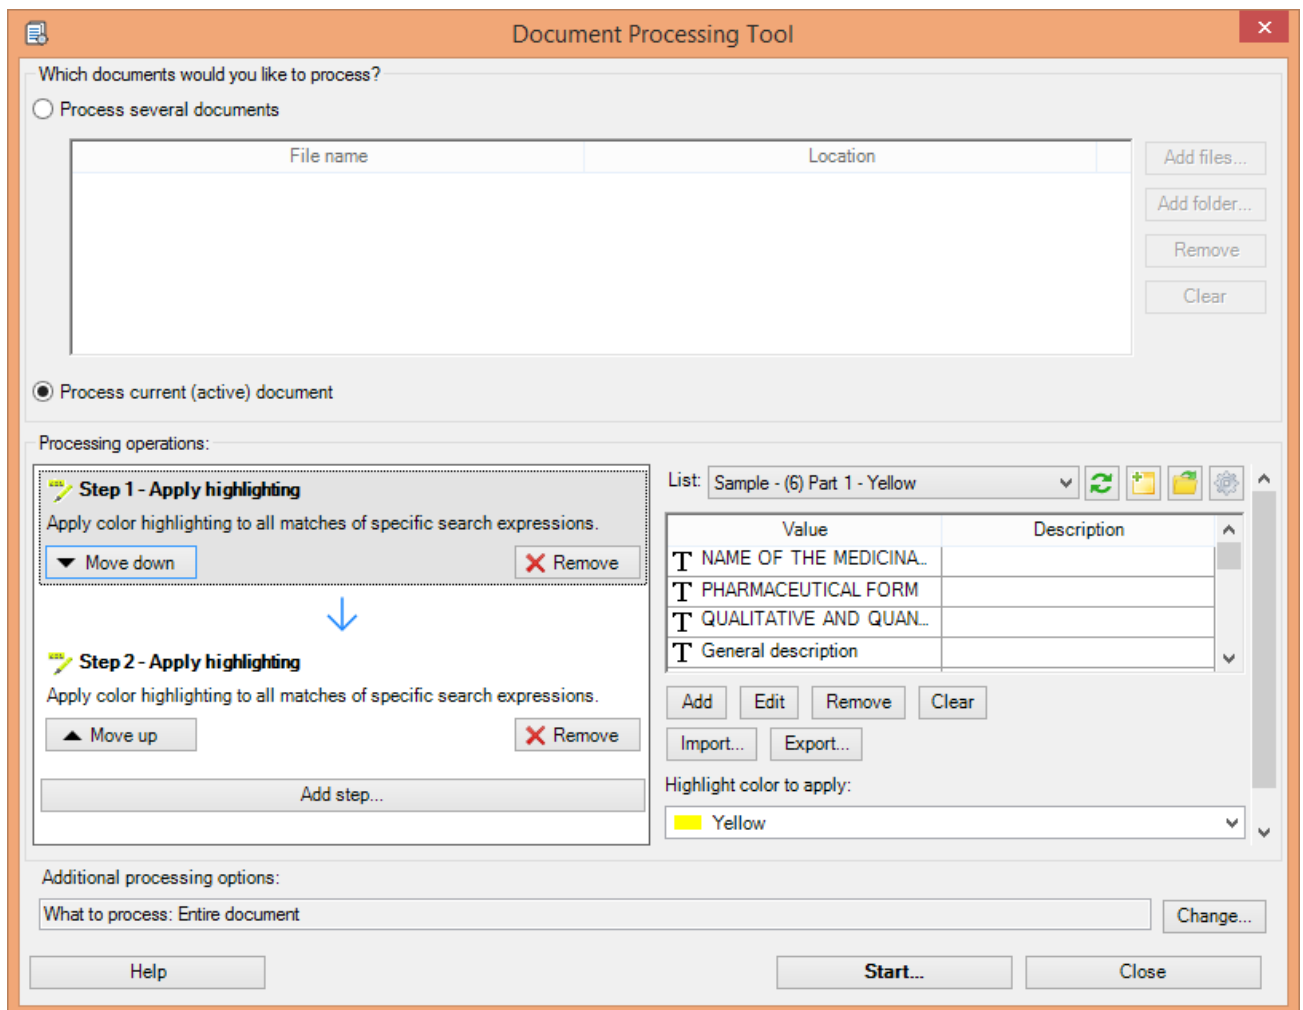 Document Processing Tool
Which documents would you like to process?
Process several documents
File name Location
Add files...
Add folder...
Remove
Clear
Process current (active) document
Processing operations:
Step 1 - Apply highlighting
Apply color highlighting to all matches of specific search expressions.
Move down Remove
Step 2 - Apply highlighting
Apply color highlighting to all matches of specific search expressions.
Move up Remove
Add step...
List: Sample - (6) Part 1 - Yellow
Value Description
T NAME OF THE MEDICINA...
T PHARMACEUTICAL FORM
T QUALITATIVE AND QUAN...
T General description
Add Edit Remove Clear
Import... Export...
Highlight color to apply:
Yellow
Additional processing options:
What to process: Entire document
Change...
Help Start... Close